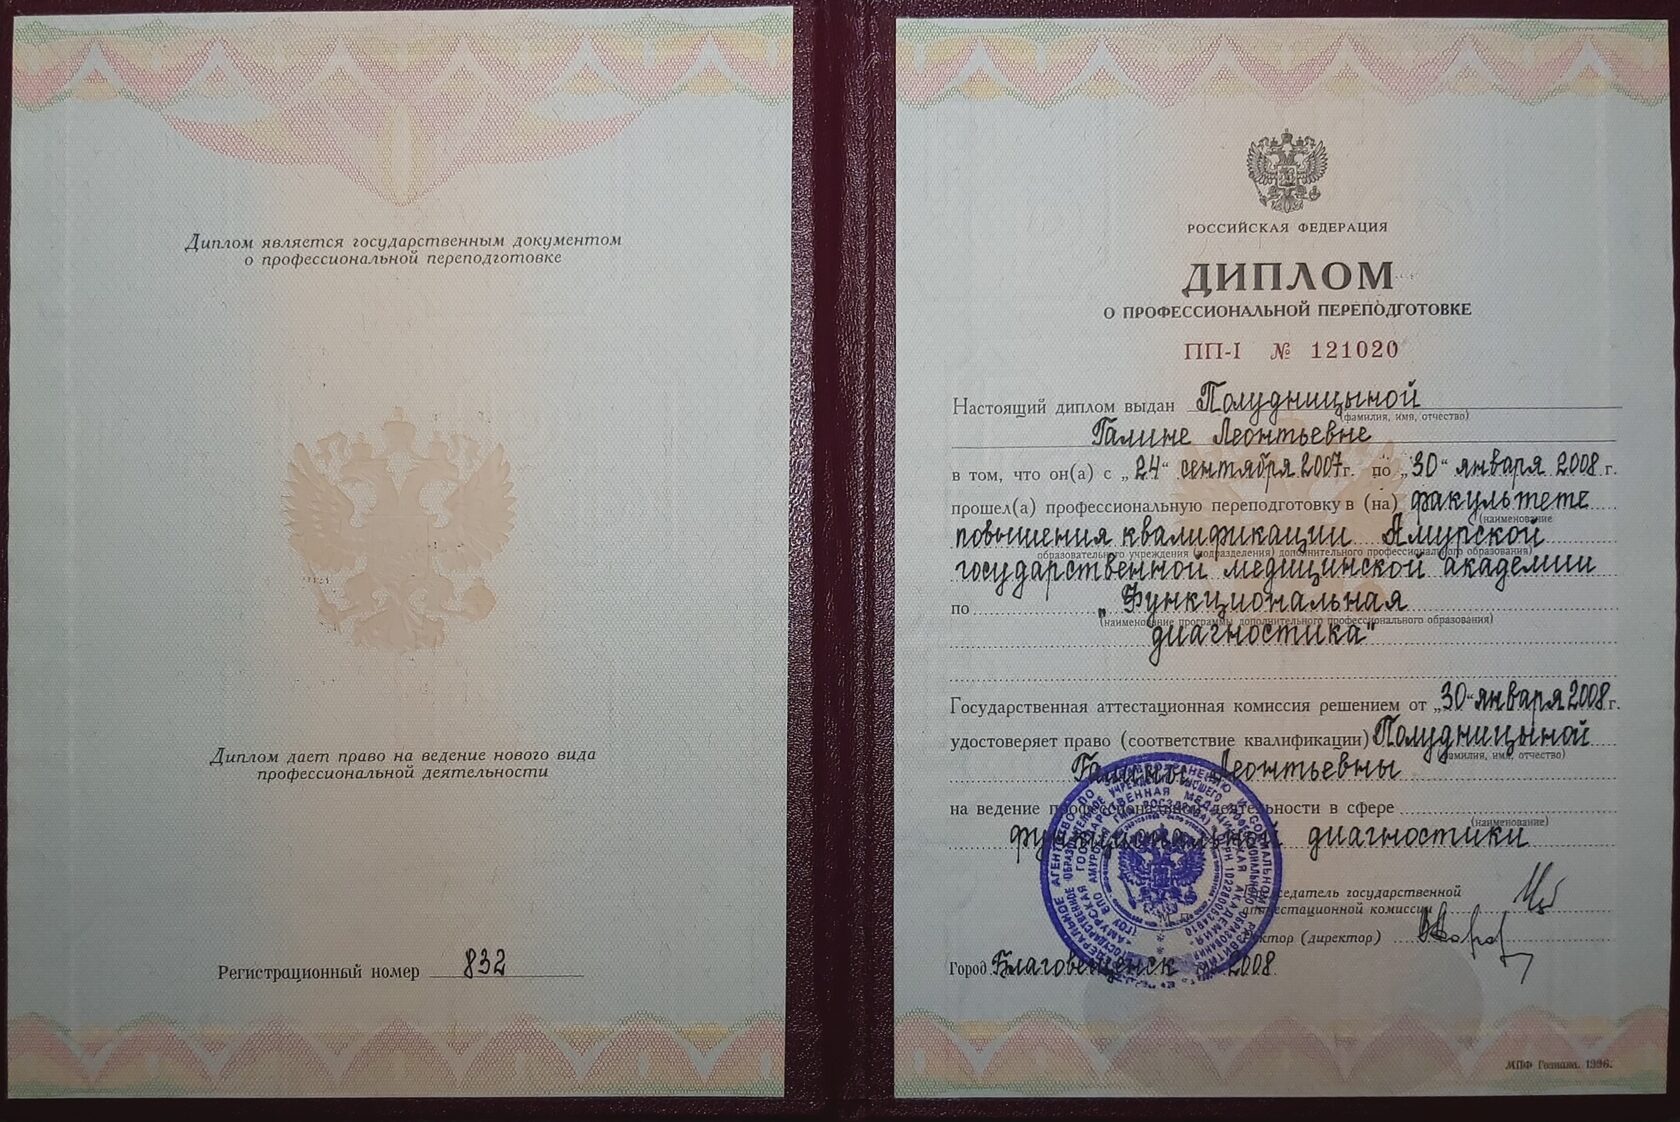 Диплом является государственным документом
о профессиональной переподготовке
Диплом дает право на ведение нового вида
профессиональной деятельности
Регистрационный номер 832
РОССИЙСКАЯ ФЕДЕРАЦИЯ
ДИПЛОМ
О ПРОФЕССИОНАЛЬНОЙ ПЕРЕПОДГОТОВКЕ
ПП-I № 121020
Настоящий диплом выдан Полудницыной
(фамилия, имя, отчество)
Галине Леонтьевне
в том, что он(а) с „24“ сентября 2007г. по „30“ января 2008 г.
прошел(а) профессиональную переподготовку в (на) факультете
(наименование
повышения квалификации Амурской
образовательного учреждения (подразделения) дополнительного профессионального образования)
государственной медицинской академии
по „Функциональная
(наименование программы дополнительного профессионального образования)
диагностика"
Государственная аттестационная комиссия решением от „30“ января 2008 г.
удостоверяет право (соответствие квалификации) Полудницыной
(фамилия, имя, отчество)
Галины Леонтьевны
на ведение профессиональной деятельности в сфере
(наименование)
функциональной диагностики
Председатель государственной
аттестационной комиссии
Ректор (директор)
Город Благовещенск 2008
МПФ Гознака. 1996.